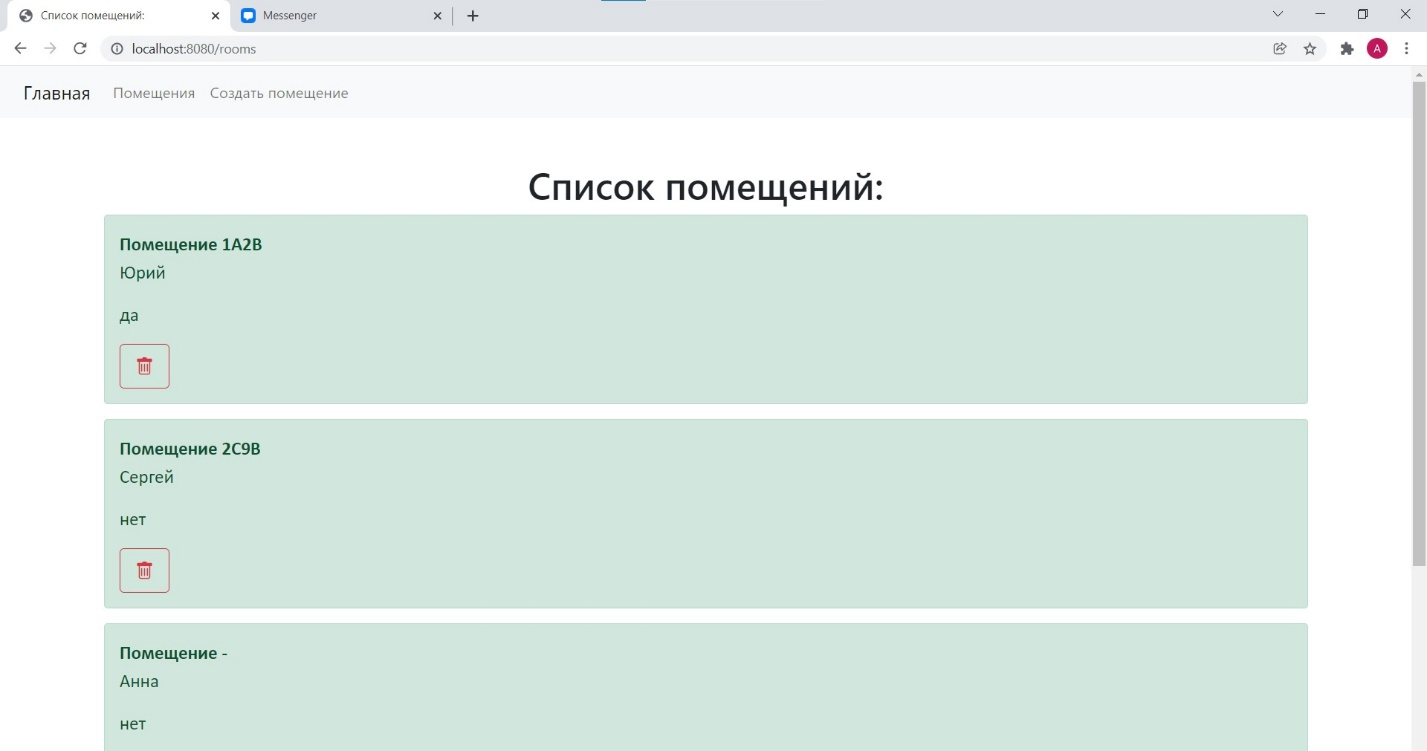 Список помещений:
Messenger
localhost:8080/rooms
A
Главная Помещения Создать помещение
Список помещений:
Помещение 1A2B
Юрий
да
Помещение 2C9B
Сергей
нет
Помещение -
Анна
нет